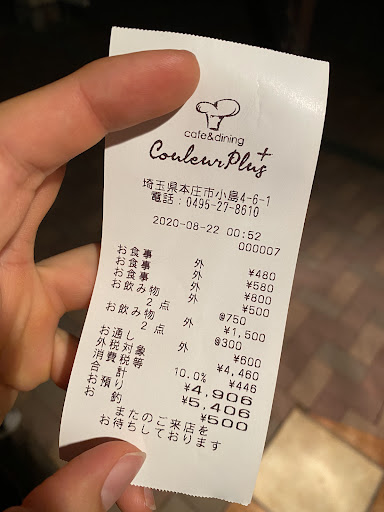 cafe&dining
CouleurPlus+
埼玉県本庄市小島4-6-1
電話:0495-27-8610
2020-08-22 00:52
000007
お食事 外 ¥480
お食事 外 ¥580
お食事 外 ¥800
お飲み物 外 ¥500
2点 @750
お飲み物 外 ¥1,500
2点 @300
お通し 外 ¥600
外税対象 ¥4,460
消費税等 10.0% ¥446
合計 ¥4,906
お預り ¥5,406
お釣 ¥500
またのご来店を
お待ちしております